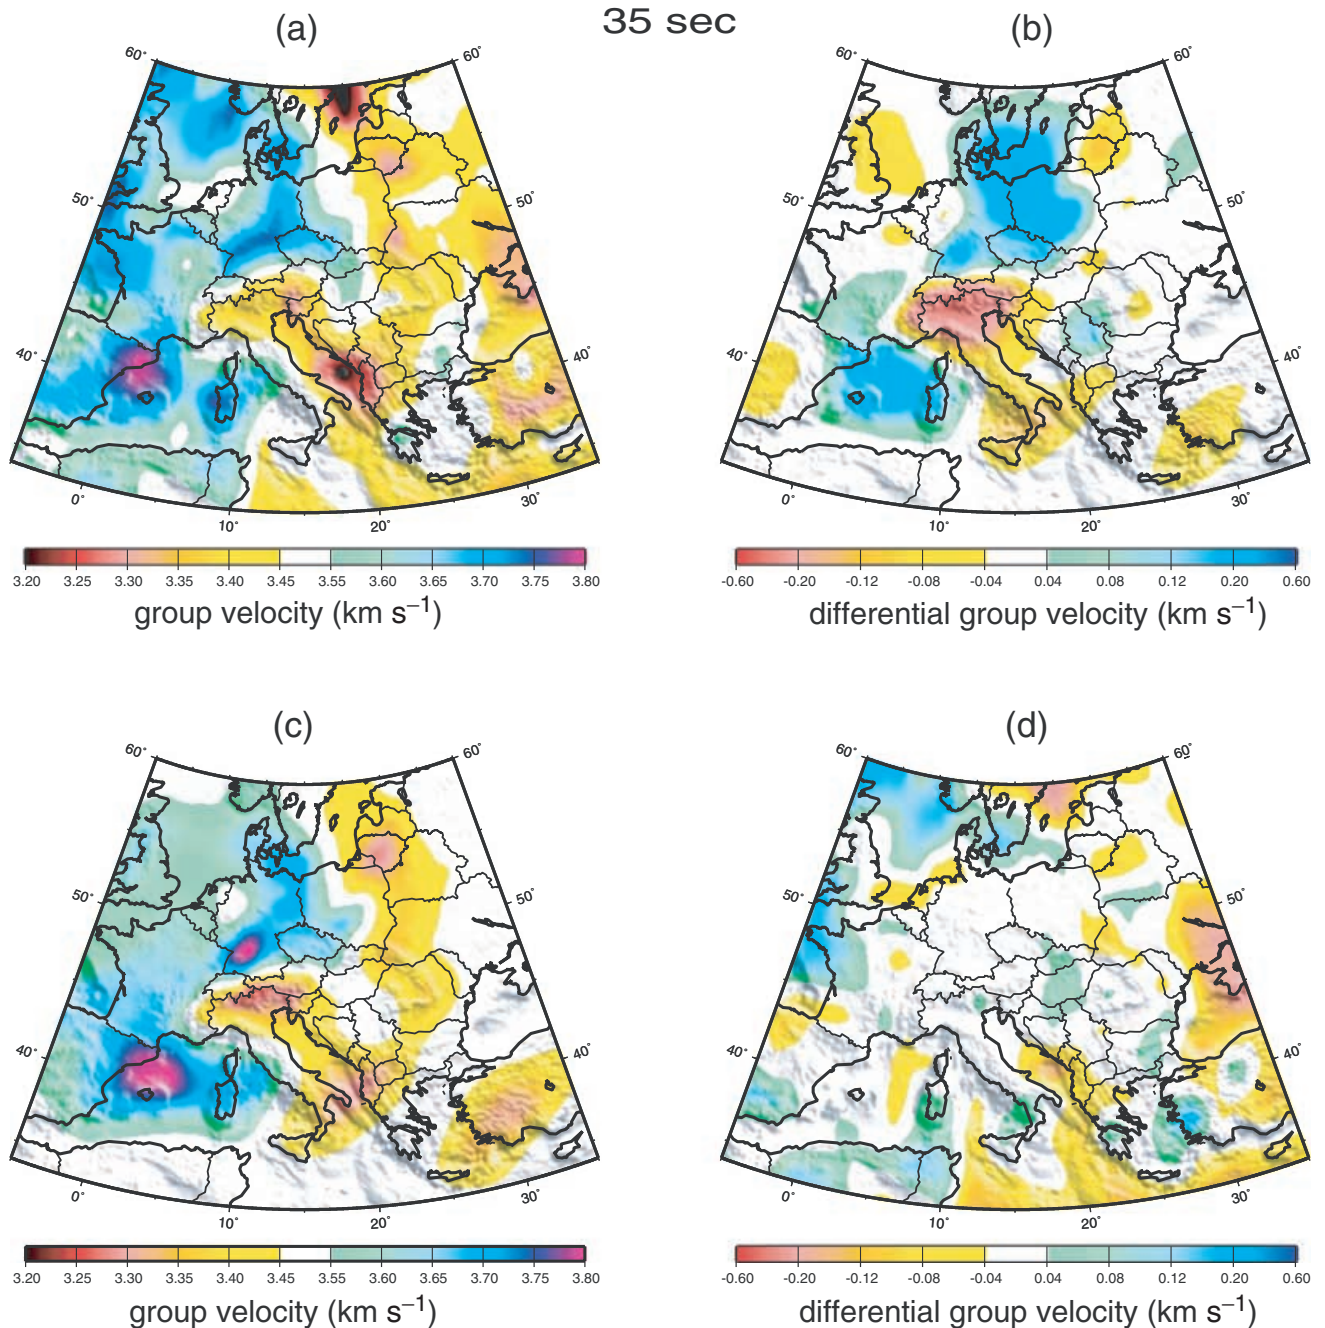 35 sec
(a)
(b)
60° 60° 60° 60°
50° 50°
40° 40° 40° 40°
0° 10° 20° 30° 0° 10° 20° 30°
3.20 3.25 3.30 3.35 3.40 3.45 3.55 3.60 3.65 3.70 3.75 3.80
group velocity (km s⁻¹)
-0.60 -0.20 -0.12 -0.08 -0.04 0.04 0.08 0.12 0.20 0.60
differential group velocity (km s⁻¹)
(c)
(d)
60° 60° 60° 60°
50° 50° 50° 50°
40° 40° 40° 40°
0° 10° 20° 30° 0° 10° 20° 30°
3.20 3.25 3.30 3.35 3.40 3.45 3.55 3.60 3.65 3.70 3.75 3.80
group velocity (km s⁻¹)
-0.60 -0.20 -0.12 -0.08 -0.04 0.04 0.08 0.12 0.20 0.60
differential group velocity (km s⁻¹)